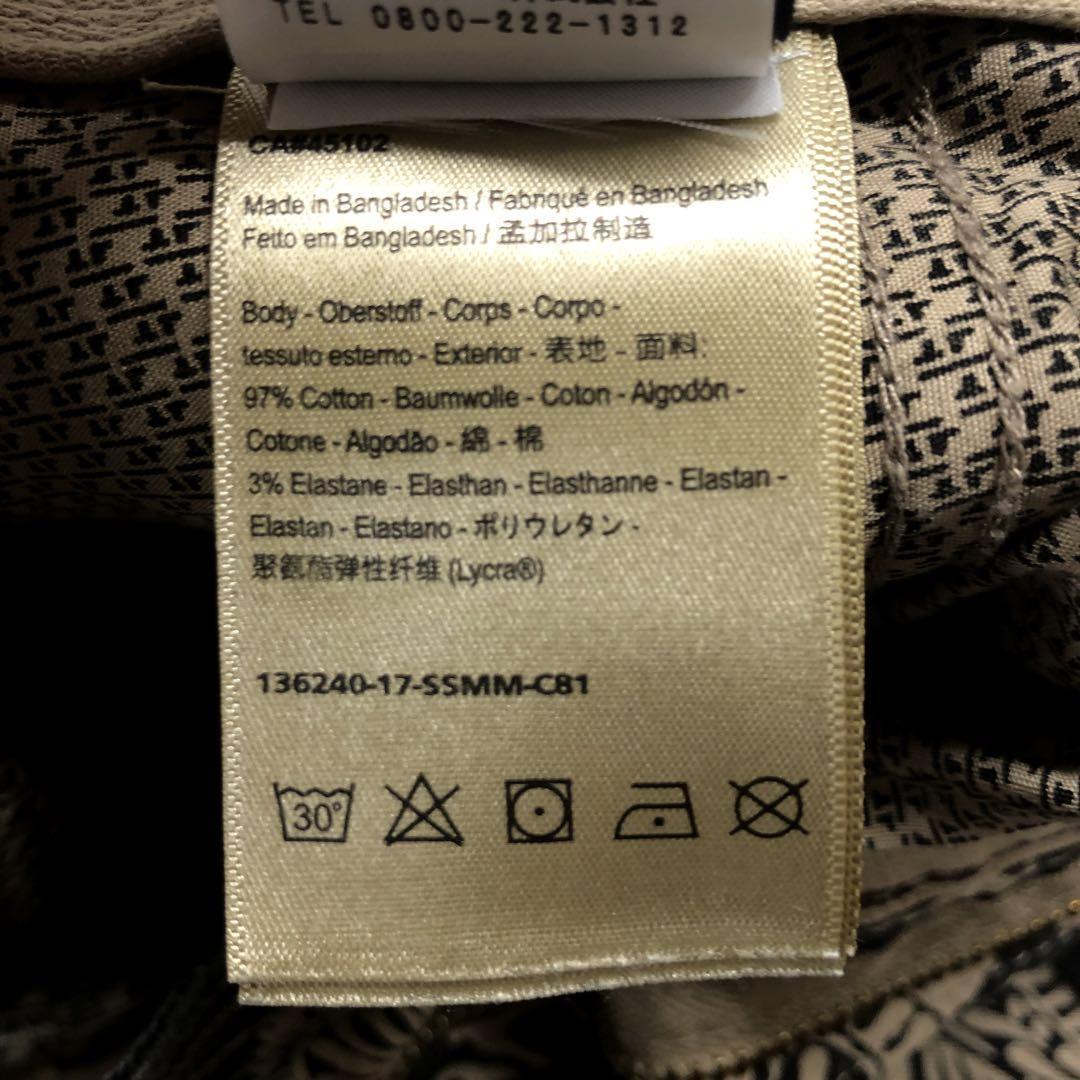 TEL 0800-222-1312
CA#45102
Made in Bangladesh / Fabriqué en Bangladesh
Feito em Bangladesh / 孟加拉制造
Body - Oberstoff - Corps - Corpo -
tessuto esterno - Exterior - 表地 - 面料:
97% Cotton - Baumwolle - Coton - Algodón -
Cotone - Algodão - 綿 - 棉
3% Elastane - Elasthan - Elasthanne - Elastan -
Elastan - Elastano - ポリウレタン -
聚氨酯弹性纤维 (Lycra®)
136240-17-SSMM-C81
30°